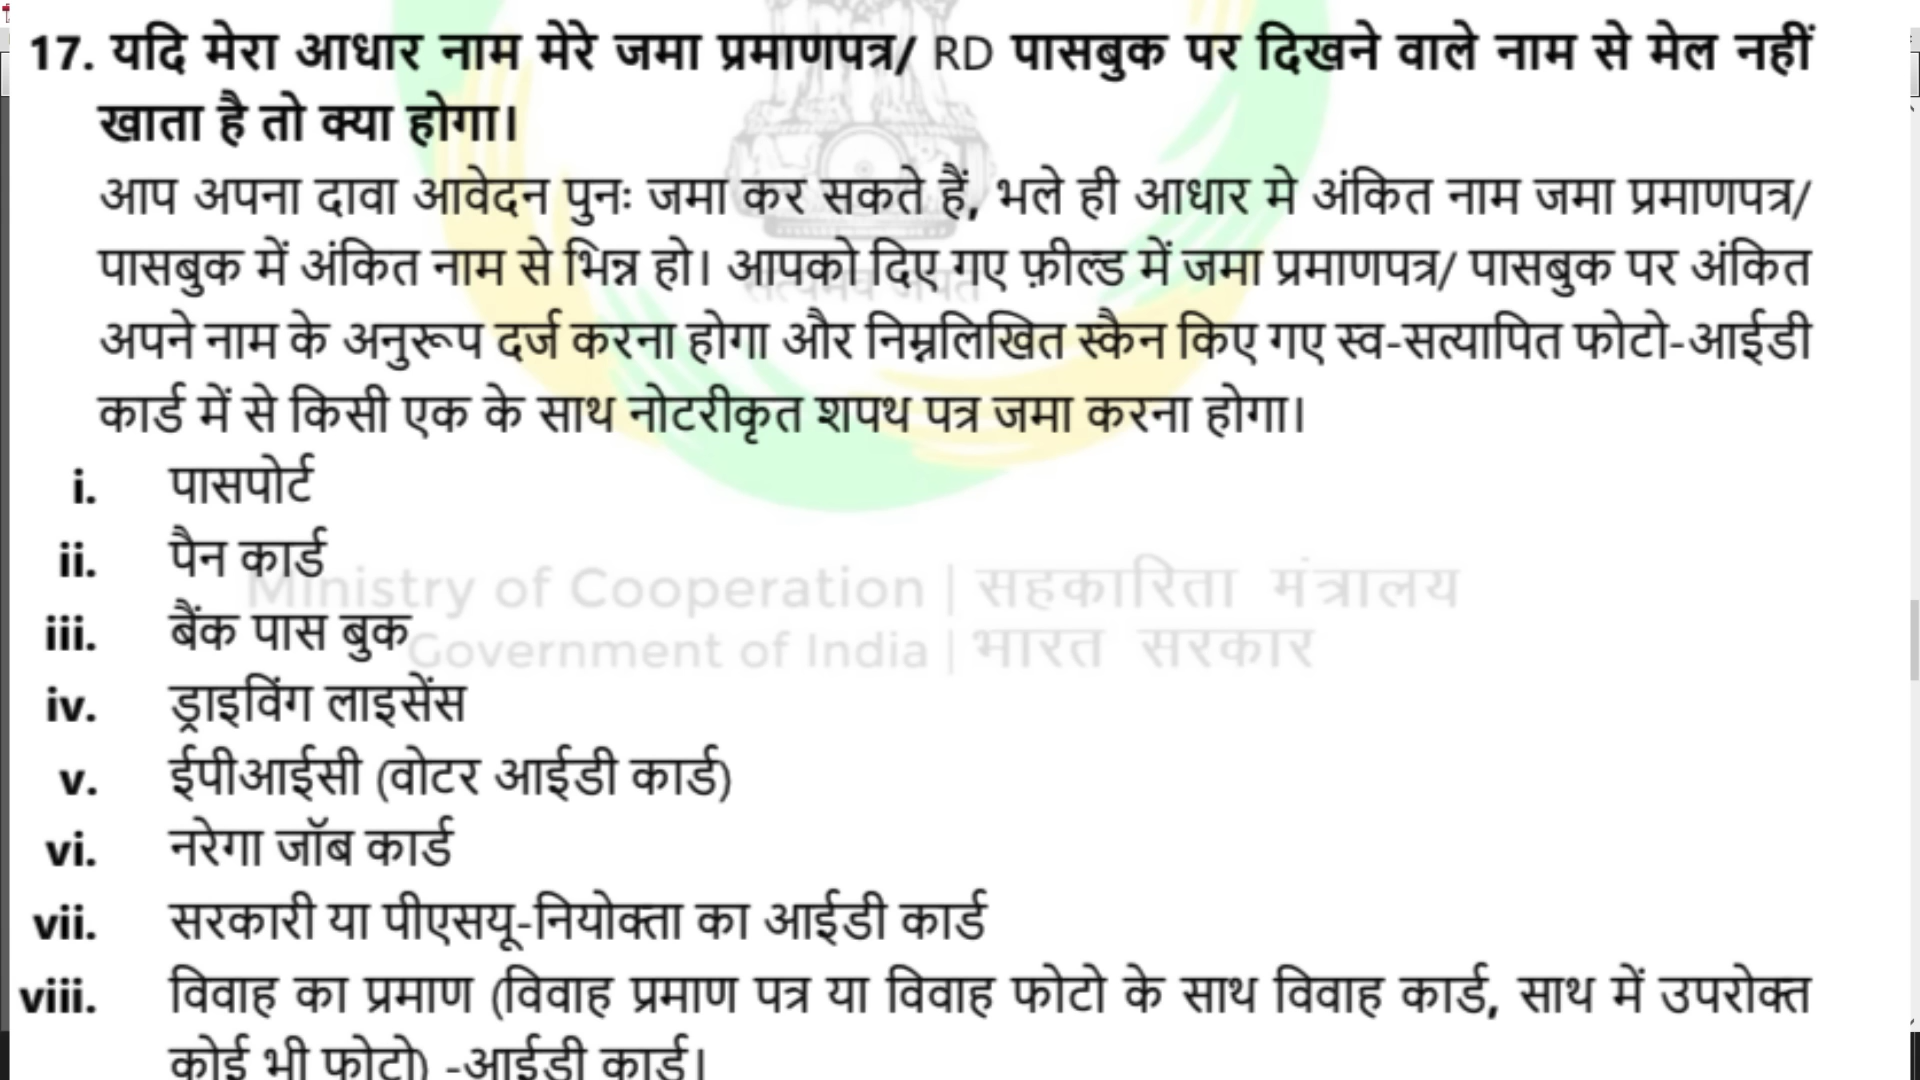 17. यदि मेरा आधार नाम मेरे जमा प्रमाणपत्र/ RD पासबुक पर दिखने वाले नाम से मेल नहीं
खाता है तो क्या होगा।
आप अपना दावा आवेदन पुनः जमा कर सकते हैं, भले ही आधार मे अंकित नाम जमा प्रमाणपत्र/
पासबुक में अंकित नाम से भिन्न हो। आपको दिए गए फ़ील्ड में जमा प्रमाणपत्र/ पासबुक पर अंकित
सत्यमेव जयते
अपने नाम के अनुरूप दर्ज करना होगा और निम्नलिखित स्कैन किए गए स्व-सत्यापित फोटो-आईडी
कार्ड में से किसी एक के साथ नोटरीकृत शपथ पत्र जमा करना होगा।
i. पासपोर्ट
ii. पैन कार्ड
Ministry of Cooperation | सहकारिता मंत्रालय
iii. बैंक पास बुक
Government of India | भारत सरकार
iv. ड्राइविंग लाइसेंस
v. ईपीआईसी (वोटर आईडी कार्ड)
vi. नरेगा जॉब कार्ड
vii. सरकारी या पीएसयू-नियोक्ता का आईडी कार्ड
viii. विवाह का प्रमाण (विवाह प्रमाण पत्र या विवाह फोटो के साथ विवाह कार्ड, साथ में उपरोक्त
कोई भी फोटो) -आईडी कार्ड।